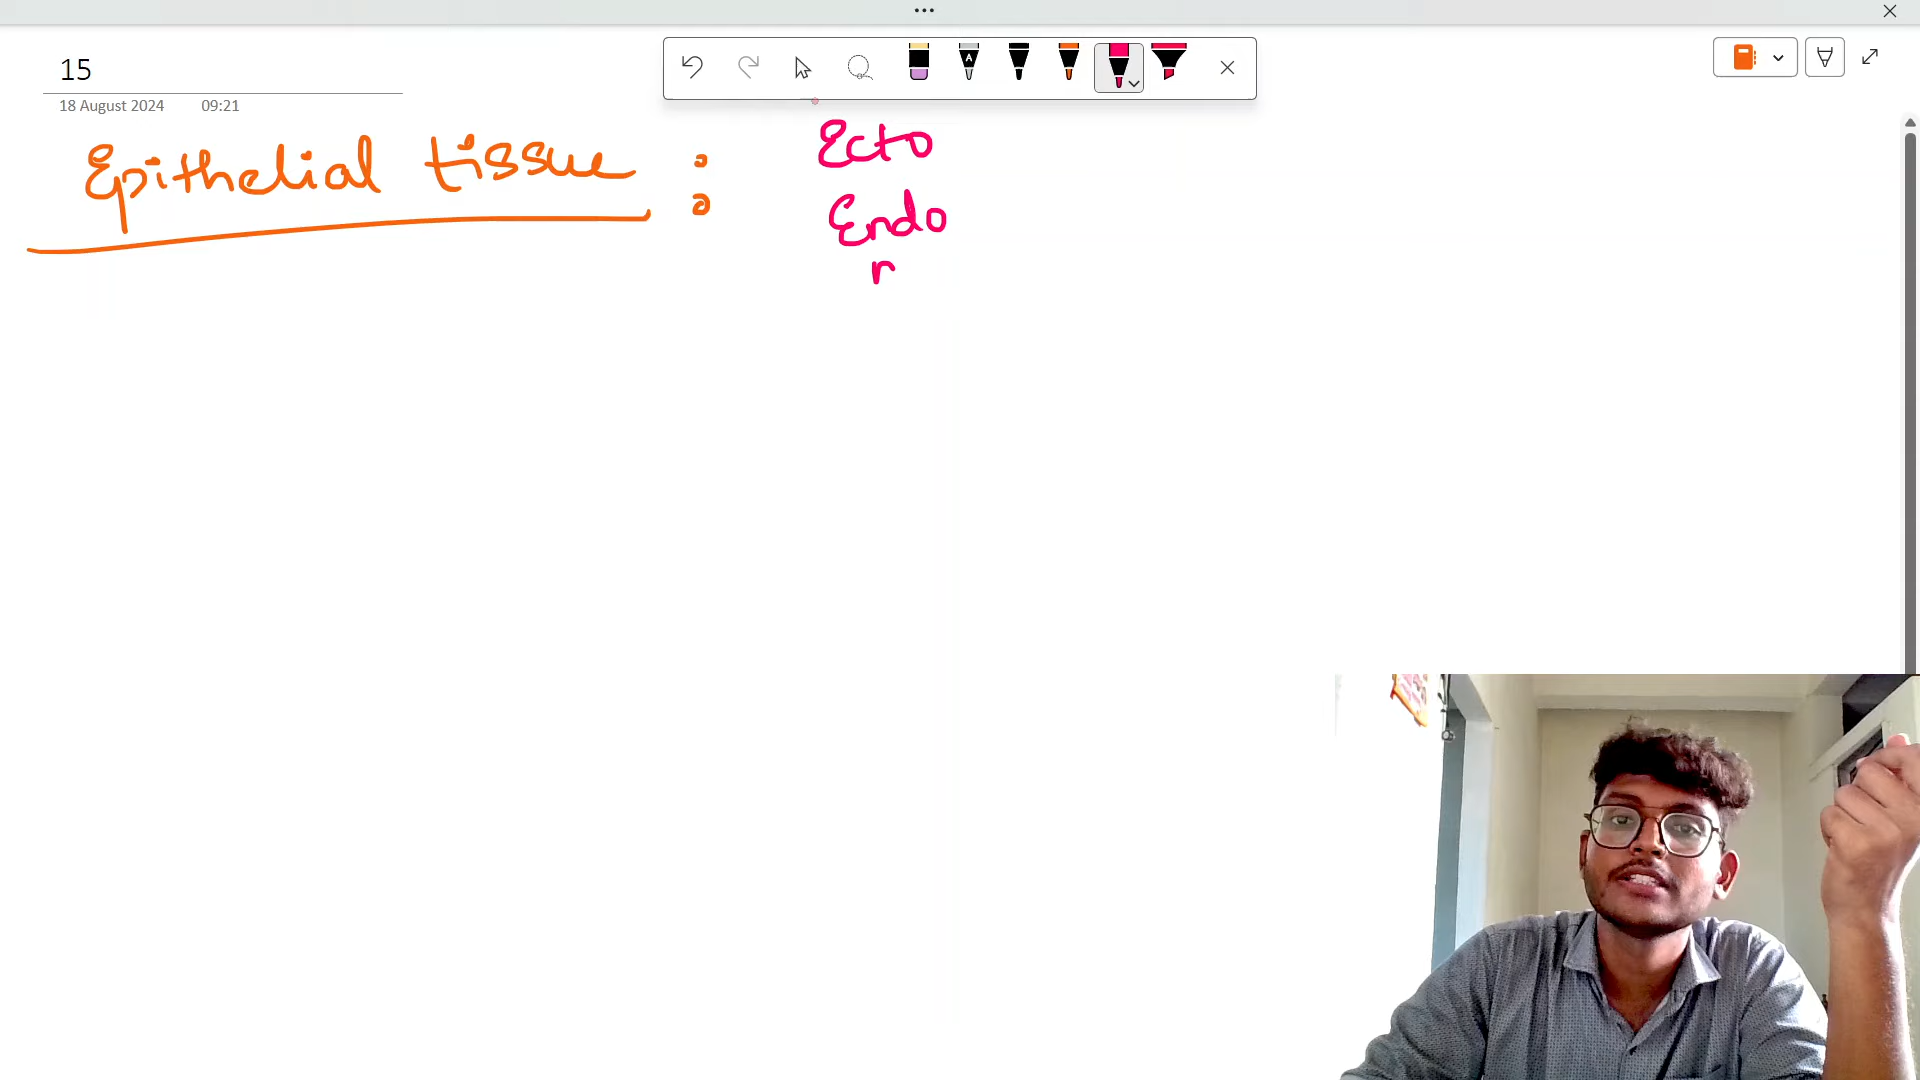 15
18 August 2024 09:21
Epithelial tissue :
Ecto
Endo
r